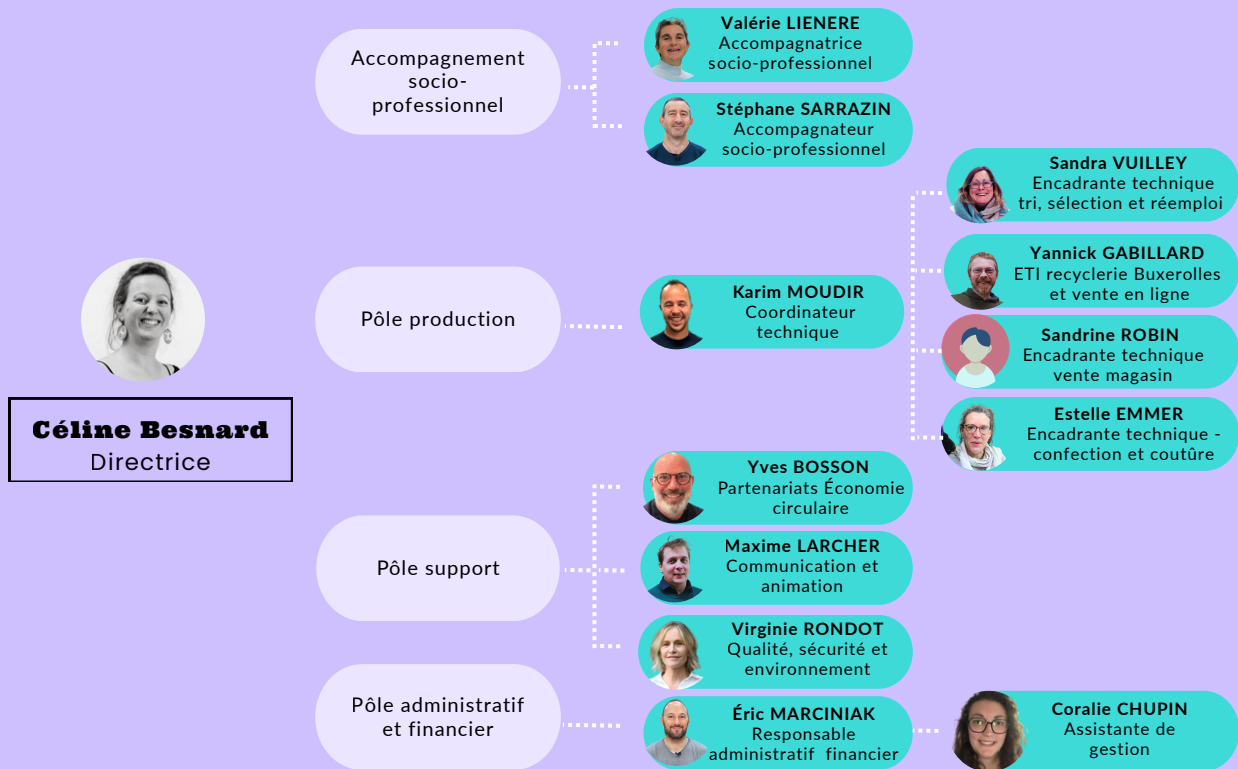 Céline Besnard
Directrice
Accompagnement
socio-
professionnel
Valérie LIENERE
Accompagnatrice
socio-professionnel
Stéphane SARRAZIN
Accompagnateur
socio-professionnel
Pôle production
Karim MOUDIR
Coordinateur
technique
Sandra VUILLEY
Encadrante technique
tri, sélection et réemploi
Yannick GABILLARD
ETI recyclerie Buxerolles
et vente en ligne
Sandrine ROBIN
Encadrante technique
vente magasin
Estelle EMMER
Encadrante technique -
confection et coutûre
Pôle support
Yves BOSSON
Partenariats Économie
circulaire
Maxime LARCHER
Communication et
animation
Virginie RONDOT
Qualité, sécurité et
environnement
Pôle administratif
et financier
Éric MARCINIAK
Responsable
administratif  financier
Coralie CHUPIN
Assistante de
gestion